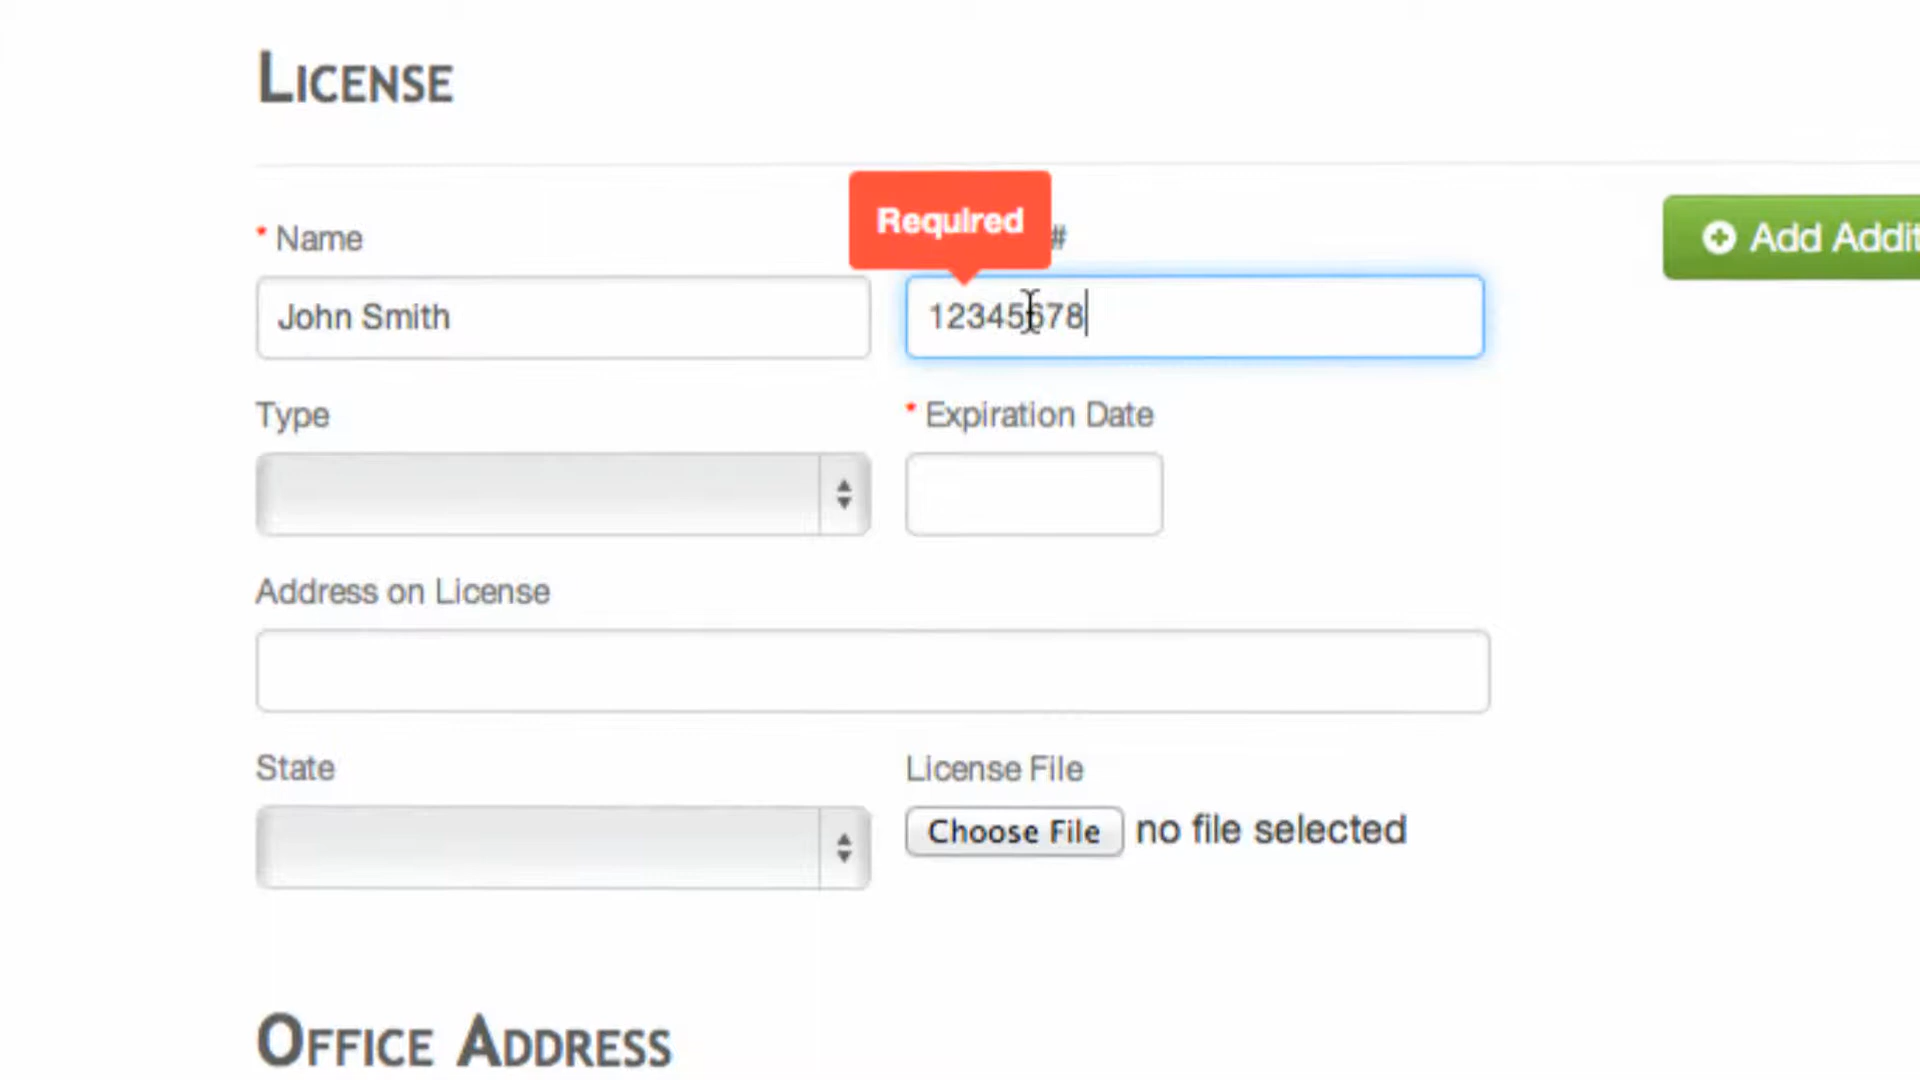 LICENSE
* Name
Required
#
Add Addit
John Smith
12345678
Type
* Expiration Date
Address on License
State
License File
Choose File no file selected
OFFICE ADDRESS